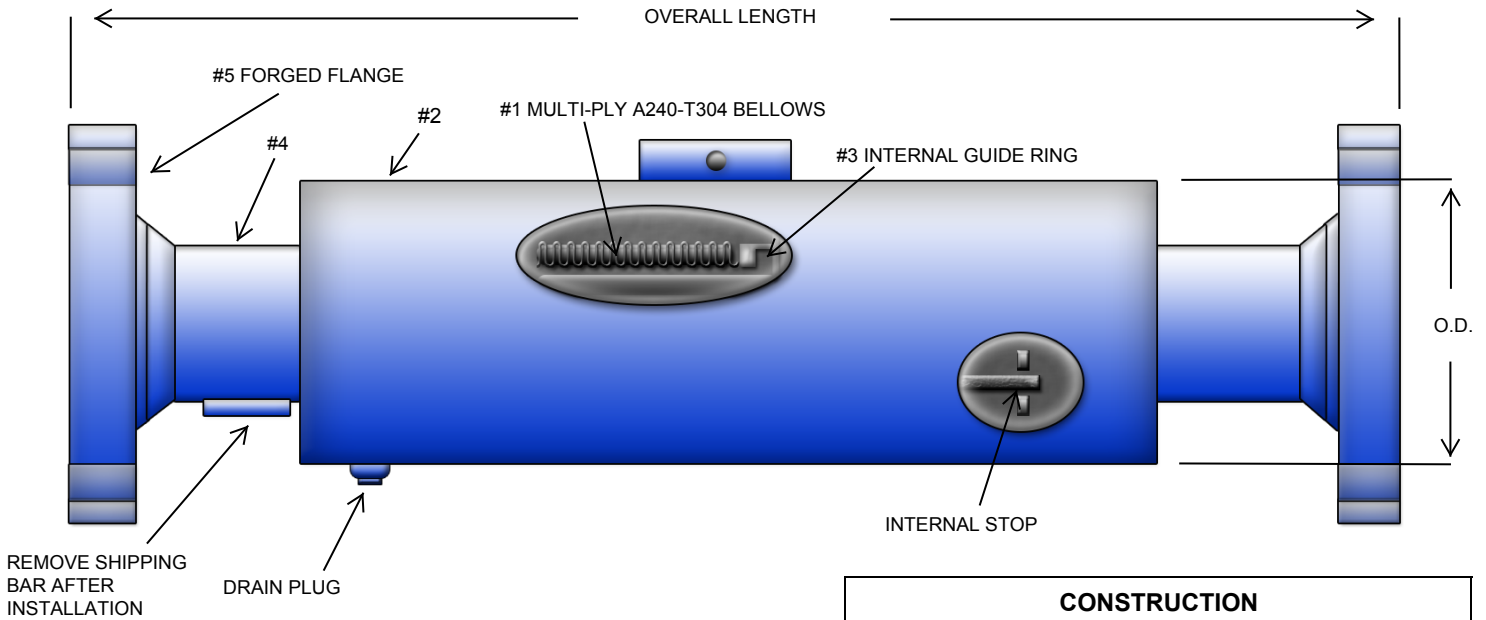 OVERALL LENGTH
#5 FORGED FLANGE
#1 MULTI-PLY A240-T304 BELLOWS
#2
#4
#3 INTERNAL GUIDE RING
O.D.
INTERNAL STOP
REMOVE SHIPPING
BAR AFTER
INSTALLATION
DRAIN PLUG
CONSTRUCTION